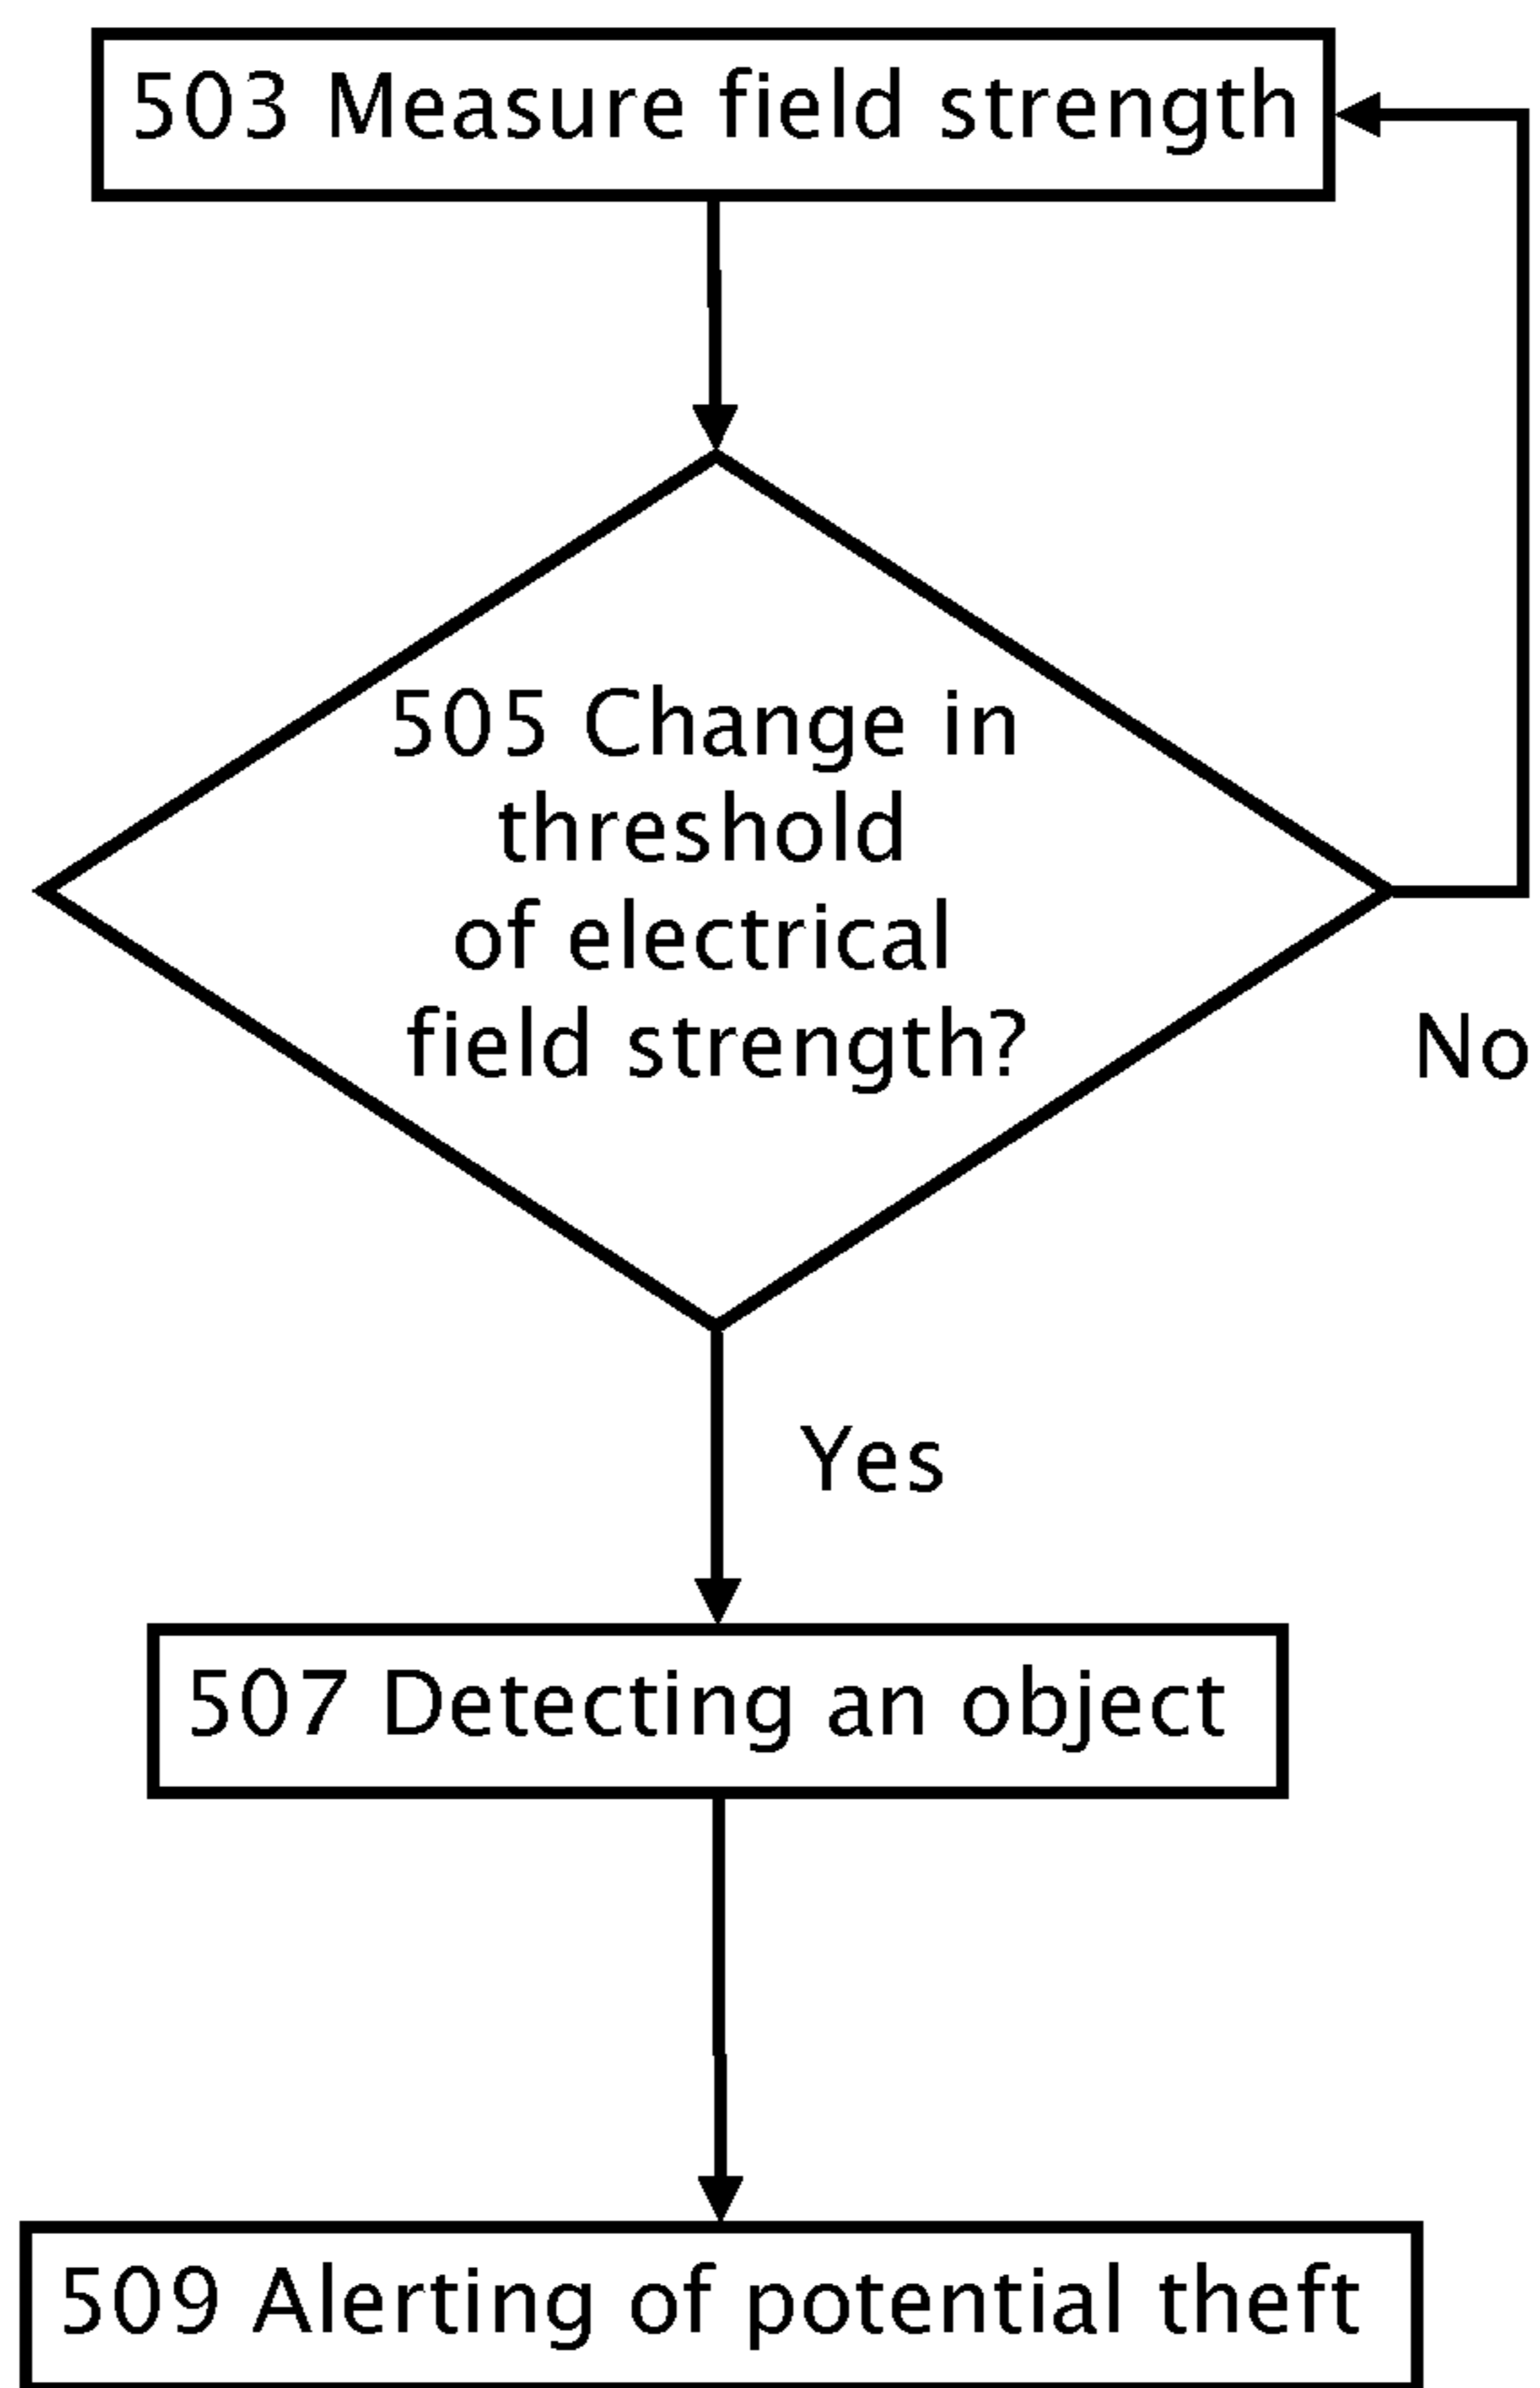 503 Measure field strength
505 Change in
threshold
of electrical
field strength?
No
Yes
507 Detecting an object
509 Alerting of potential theft